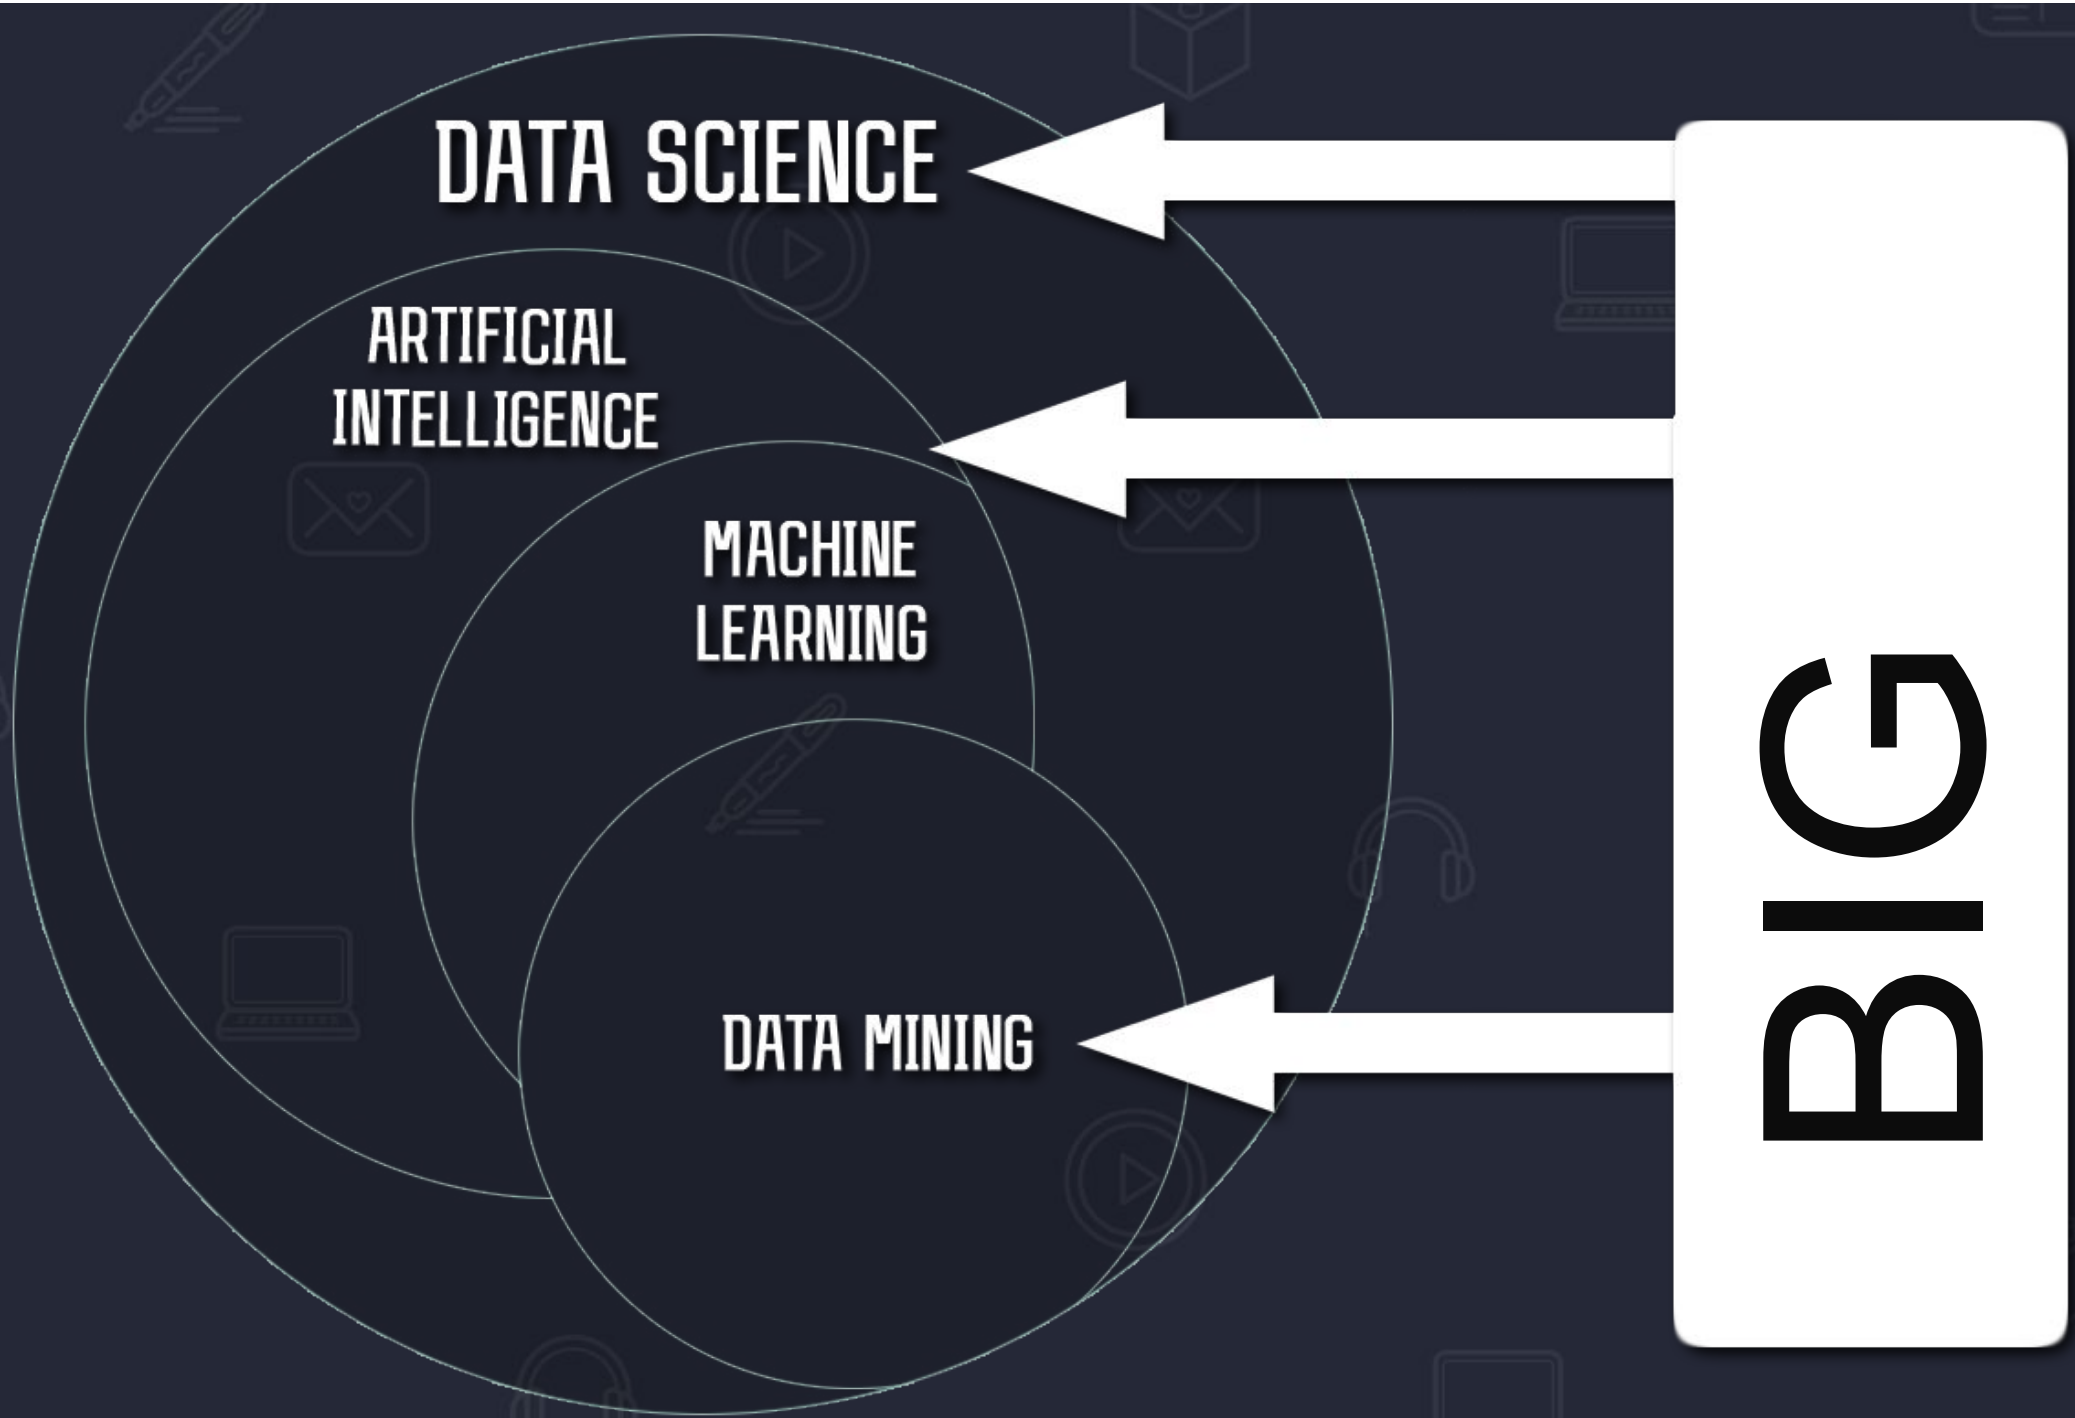 DATA SCIENCE
ARTIFICIAL
INTELLIGENCE
MACHINE
LEARNING
DATA MINING
BIG